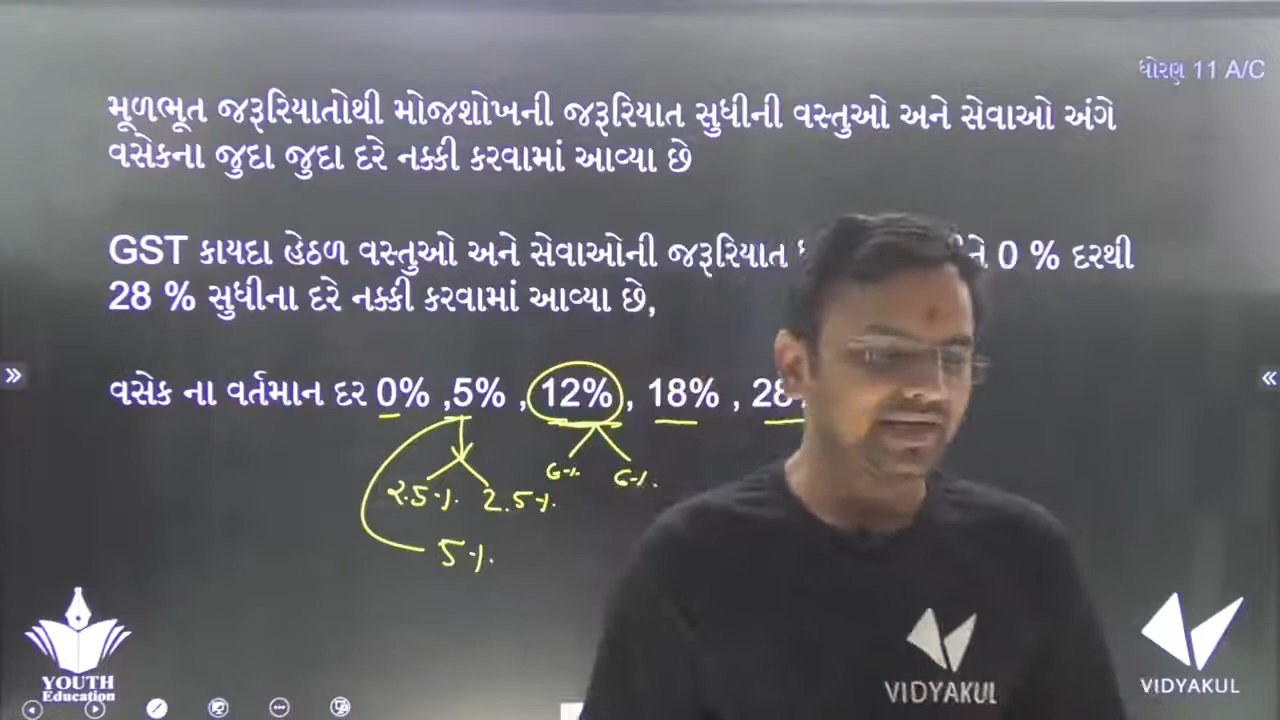 ધોરણ 11 A/C
મૂળભૂત જરૂરિયાતોથી મોજશોખની જરૂરિયાત સુધીની વસ્તુઓ અને સેવાઓ અંગે
વસેકના જુદા જુદા દરે નક્કી કરવામાં આવ્યા છે
GST કાયદા હેઠળ વસ્તુઓ અને સેવાઓની જરૂરિયાત 0 % દરથી
28 % સુધીના દરે નક્કી કરવામાં આવ્યા છે,
વસેક ના વર્તમાન દર 0% ,5% , 12% , 18% , 28
6% 6%.
2.5%. 2.5%.
5%.
YOUTH
Education
VIDYAKUL
VIDYAKUL